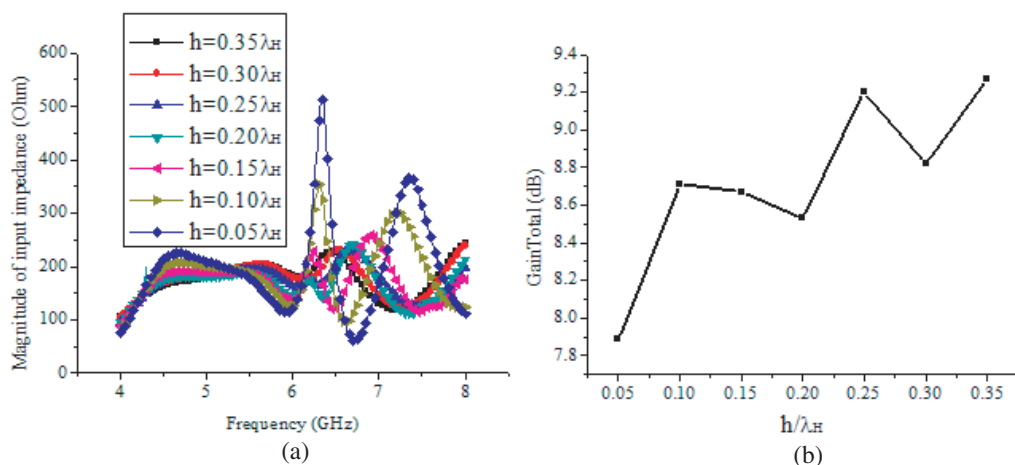 600
500
400
300
200
100
0
Magnitude of input impedance (Ohm)
h=0.35λH
h=0.30λH
h=0.25λH
h=0.20λH
h=0.15λH
h=0.10λH
h=0.05λH
4 5 6 7 8
Frequency (GHz)
(a)
9.4
9.2
9.0
8.8
8.6
8.4
8.2
8.0
7.8
GainTotal (dB)
0.05 0.10 0.15 0.20 0.25 0.30 0.35
h/λH
(b)